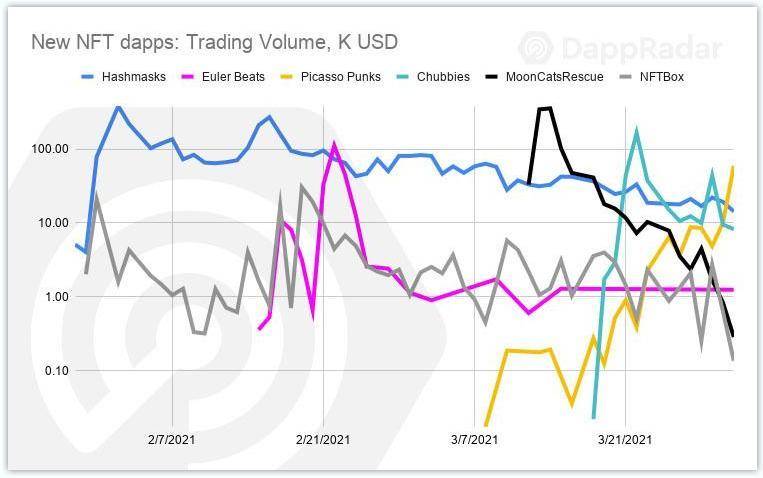 New NFT dapps: Trading Volume, K USD
DappRadar
Hashmasks Euler Beats Picasso Punks Chubbies MoonCatsRescue NFTBox
100.00
10.00
1.00
0.10
2/7/2021 2/21/2021 3/7/2021 3/21/2021